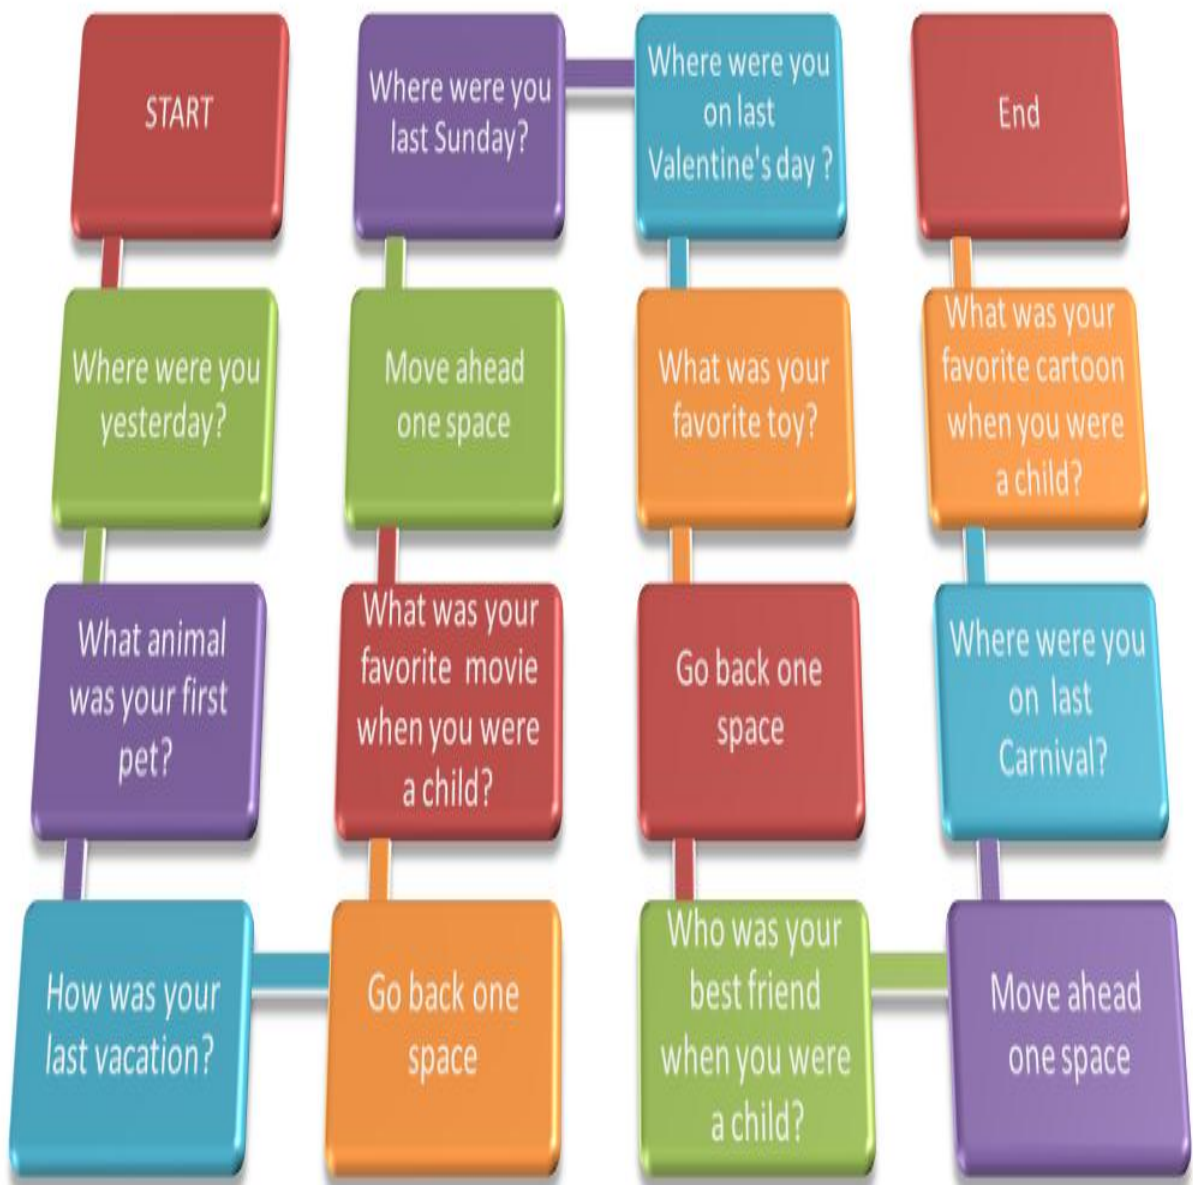 START
Where were you
yesterday?
What animal
was your first
pet?
How was your
last vacation?
Go back one
space
What was your
favorite  movie
when you were
a child?
Move ahead
one space
Where were you
last Sunday?
Where were you
on last
Valentine's day ?
What was your
favorite toy?
Go back one
space
Who was your
best friend
when you were
a child?
Move ahead
one space
Where were you
on  last
Carnival?
What was your
favorite cartoon
when you were
a child?
End